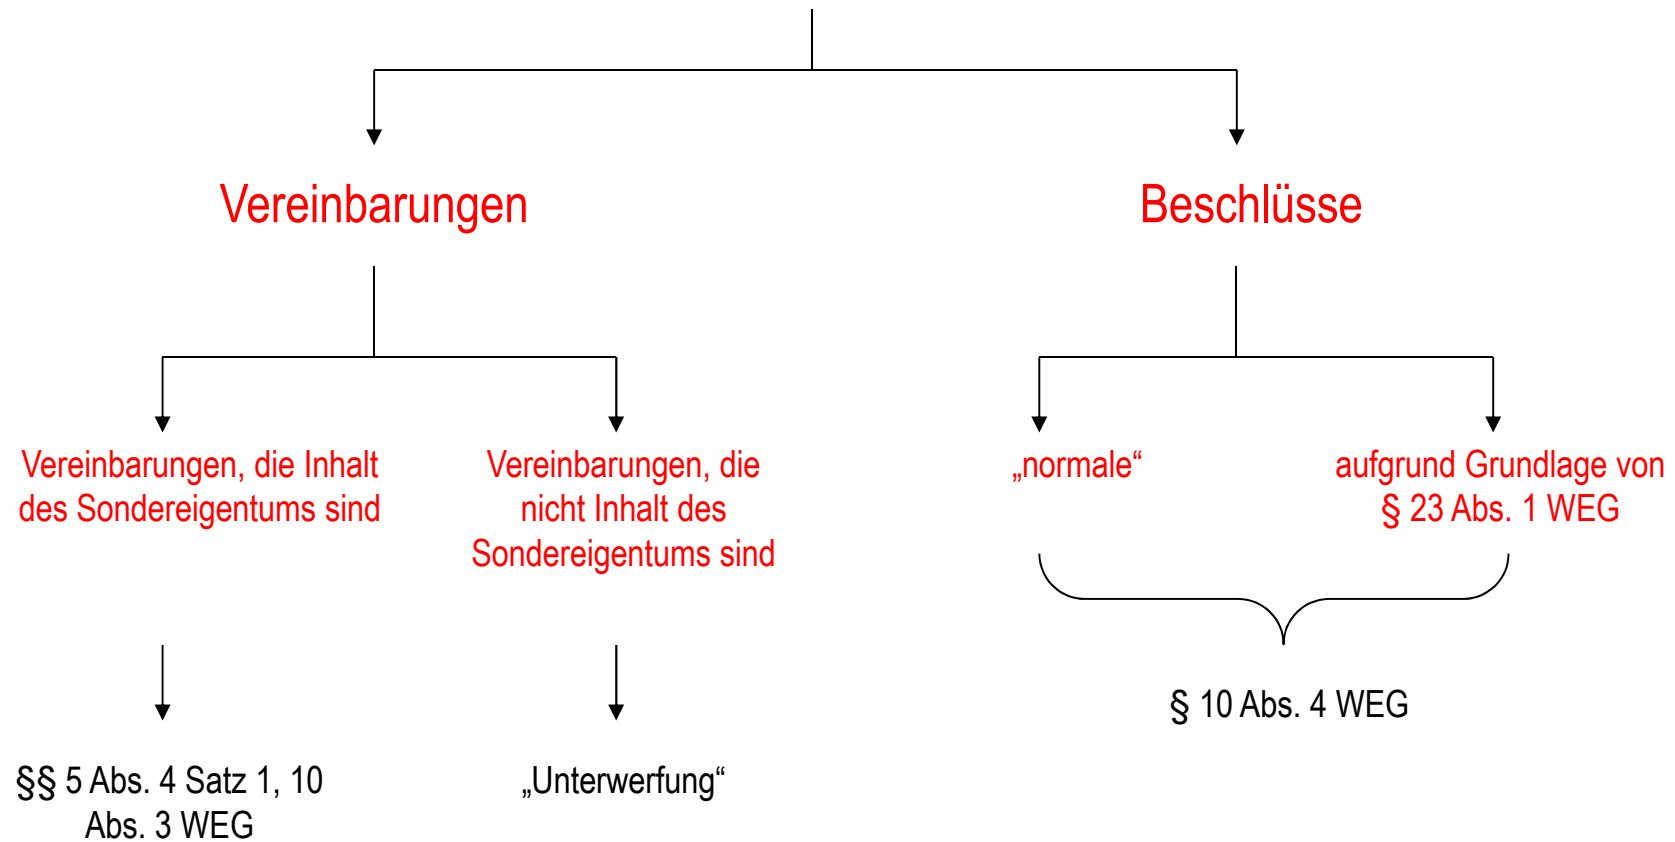 Vereinbarungen
Beschlüsse
Vereinbarungen, die Inhalt
des Sondereigentums sind
Vereinbarungen, die
nicht Inhalt des
Sondereigentums sind
„normale“
aufgrund Grundlage von
§ 23 Abs. 1 WEG
§ 10 Abs. 4 WEG
§§ 5 Abs. 4 Satz 1, 10
Abs. 3 WEG
„Unterwerfung“